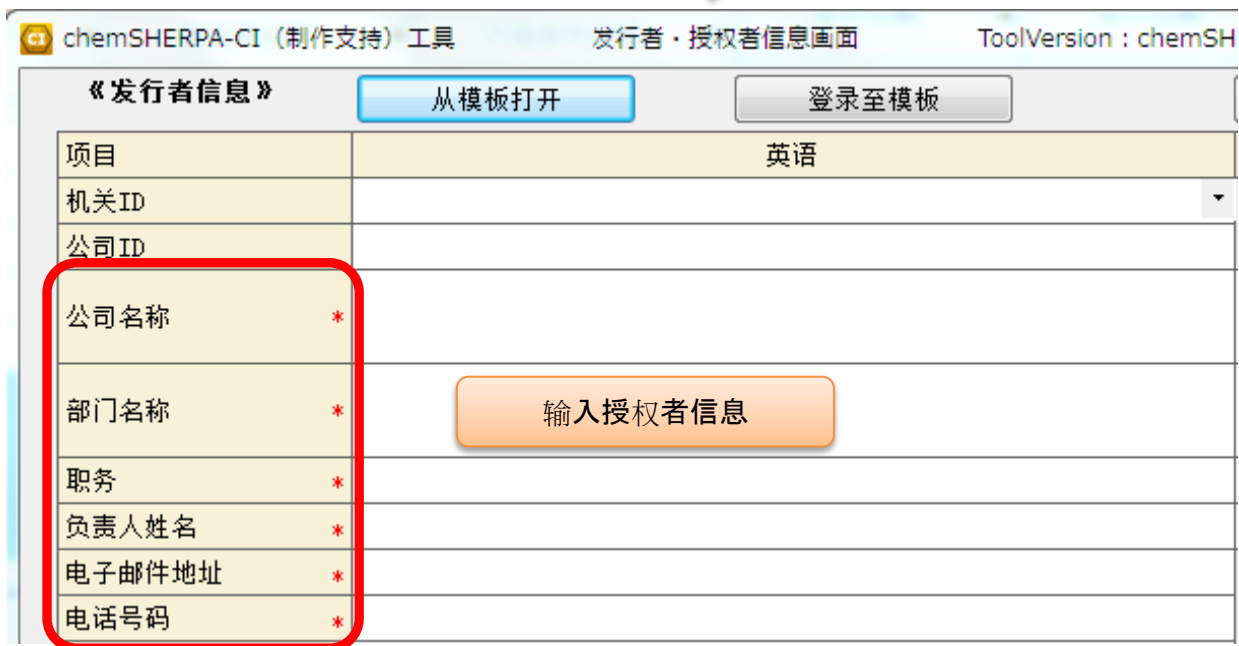 CI chemSHERPA-CI（制作支持）工具 发行者・授权者信息画面 ToolVersion：chemSH
《发行者信息》 从模板打开 登录至模板
项目 英语
机关ID
公司ID
公司名称 *
部门名称 *
输入授权者信息
职务 *
负责人姓名 *
电子邮件地址 *
电话号码 *